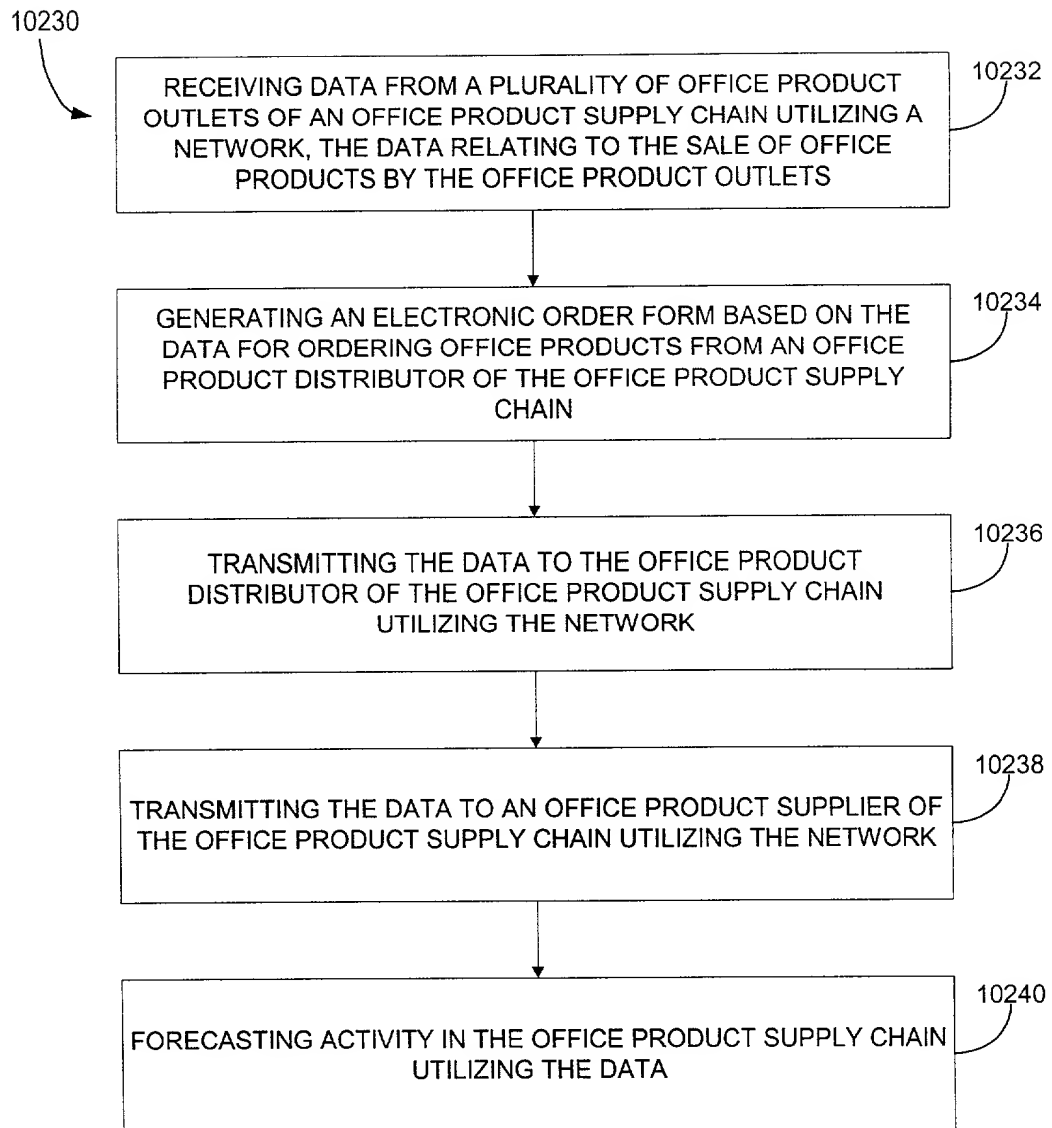 10230
10232
RECEIVING DATA FROM A PLURALITY OF OFFICE PRODUCT
OUTLETS OF AN OFFICE PRODUCT SUPPLY CHAIN UTILIZING A
NETWORK, THE DATA RELATING TO THE SALE OF OFFICE
PRODUCTS BY THE OFFICE PRODUCT OUTLETS
10234
GENERATING AN ELECTRONIC ORDER FORM BASED ON THE
DATA FOR ORDERING OFFICE PRODUCTS FROM AN OFFICE
PRODUCT DISTRIBUTOR OF THE OFFICE PRODUCT SUPPLY
CHAIN
10236
TRANSMITTING THE DATA TO THE OFFICE PRODUCT
DISTRIBUTOR OF THE OFFICE PRODUCT SUPPLY CHAIN
UTILIZING THE NETWORK
10238
TRANSMITTING THE DATA TO AN OFFICE PRODUCT SUPPLIER OF
THE OFFICE PRODUCT SUPPLY CHAIN UTILIZING THE NETWORK
10240
FORECASTING ACTIVITY IN THE OFFICE PRODUCT SUPPLY CHAIN
UTILIZING THE DATA